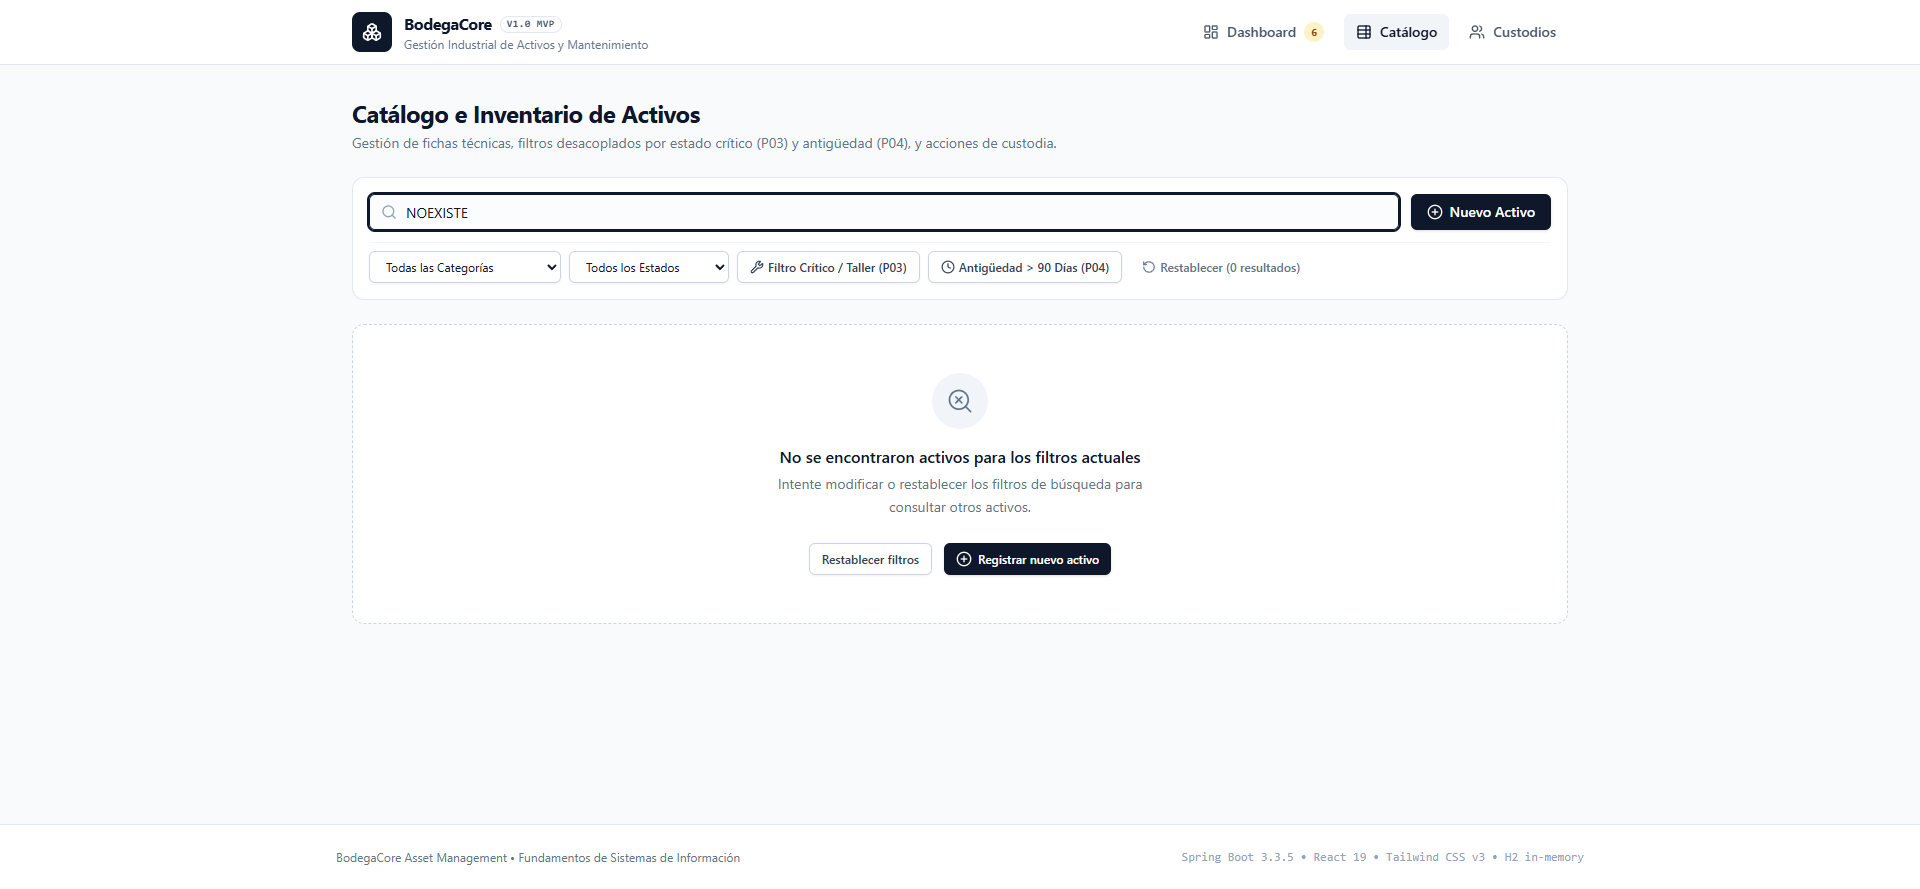 BodegaCore V1.0 MVP
Gestión Industrial de Activos y Mantenimiento
Dashboard 6 Catálogo Custodios
Catálogo e Inventario de Activos
Gestión de fichas técnicas, filtros desacoplados por estado crítico (P03) y antigüedad (P04), y acciones de custodia.
NOEXISTE
Nuevo Activo
Todas las Categorías Todos los Estados Filtro Crítico / Taller (P03) Antigüedad > 90 Días (P04) Restablecer (0 resultados)
No se encontraron activos para los filtros actuales
Intente modificar o restablecer los filtros de búsqueda para
consultar otros activos.
Restablecer filtros Registrar nuevo activo
BodegaCore Asset Management • Fundamentos de Sistemas de Información
Spring Boot 3.3.5 • React 19 • Tailwind CSS v3 • H2 in-memory